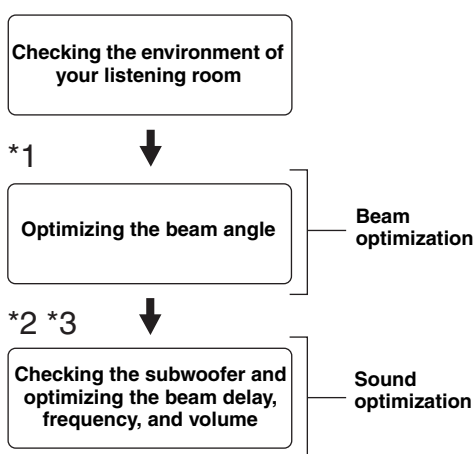 Checking the environment of
your listening room
*1
Optimizing the beam angle
Beam
optimization
*2 *3
Checking the subwoofer and
optimizing the beam delay,
frequency, and volume
Sound
optimization